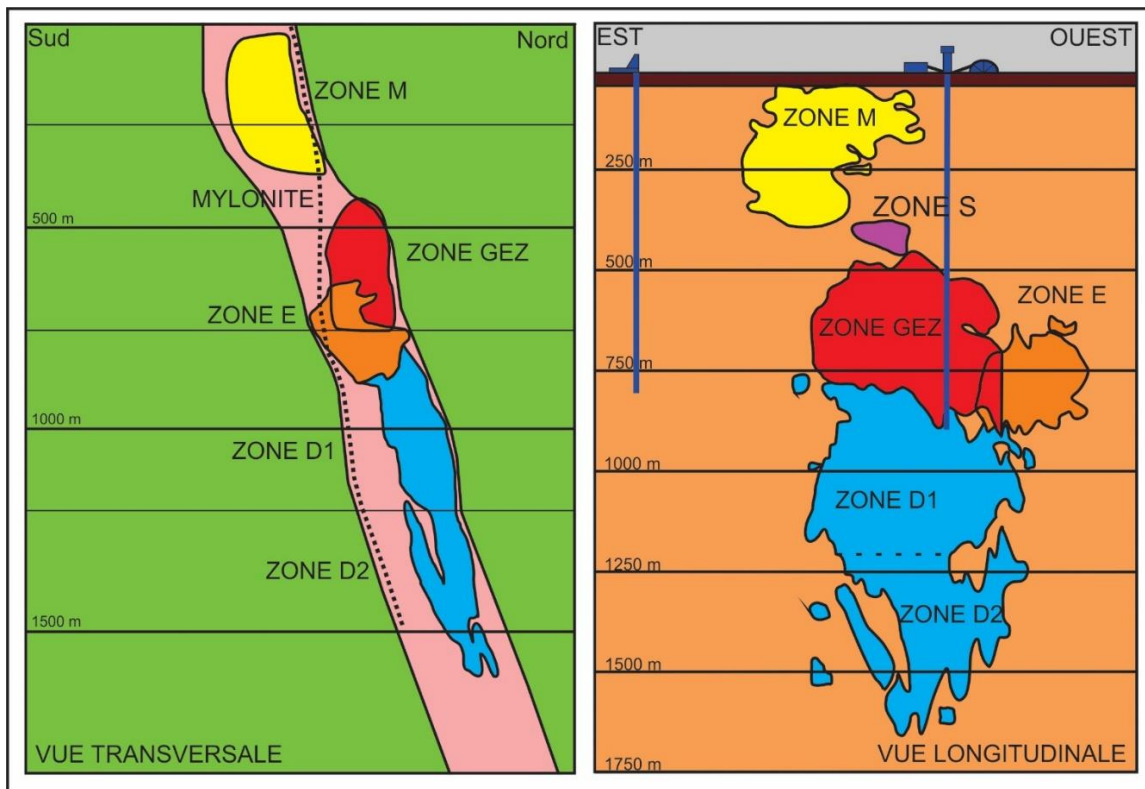 Sud
Nord
ZONE M
MYLONITE
500 m
ZONE GEZ
ZONE E
1000 m
ZONE D1
ZONE D2
1500 m
VUE TRANSVERSALE
EST
OUEST
ZONE M
250 m
ZONE S
500 m
ZONE E
ZONE GEZ
750 m
1000 m
ZONE D1
1250 m
ZONE D2
1500 m
VUE LONGITUDINALE
1750 m